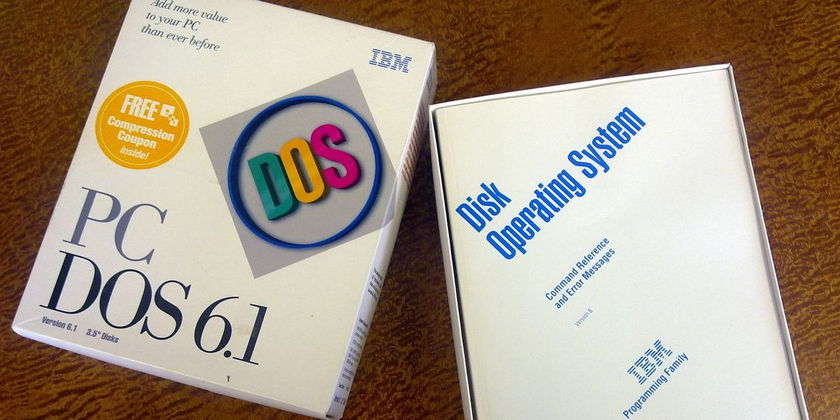 Add more value
to your PC
than ever before
IBM
FREE
Compression
Coupon
inside!
DOS
PC
DOS 6.1
Version 6.1 3.5" Disks
Disk
Operating System
Command Reference
and Error Messages
Version 6
IBM
Programming Family